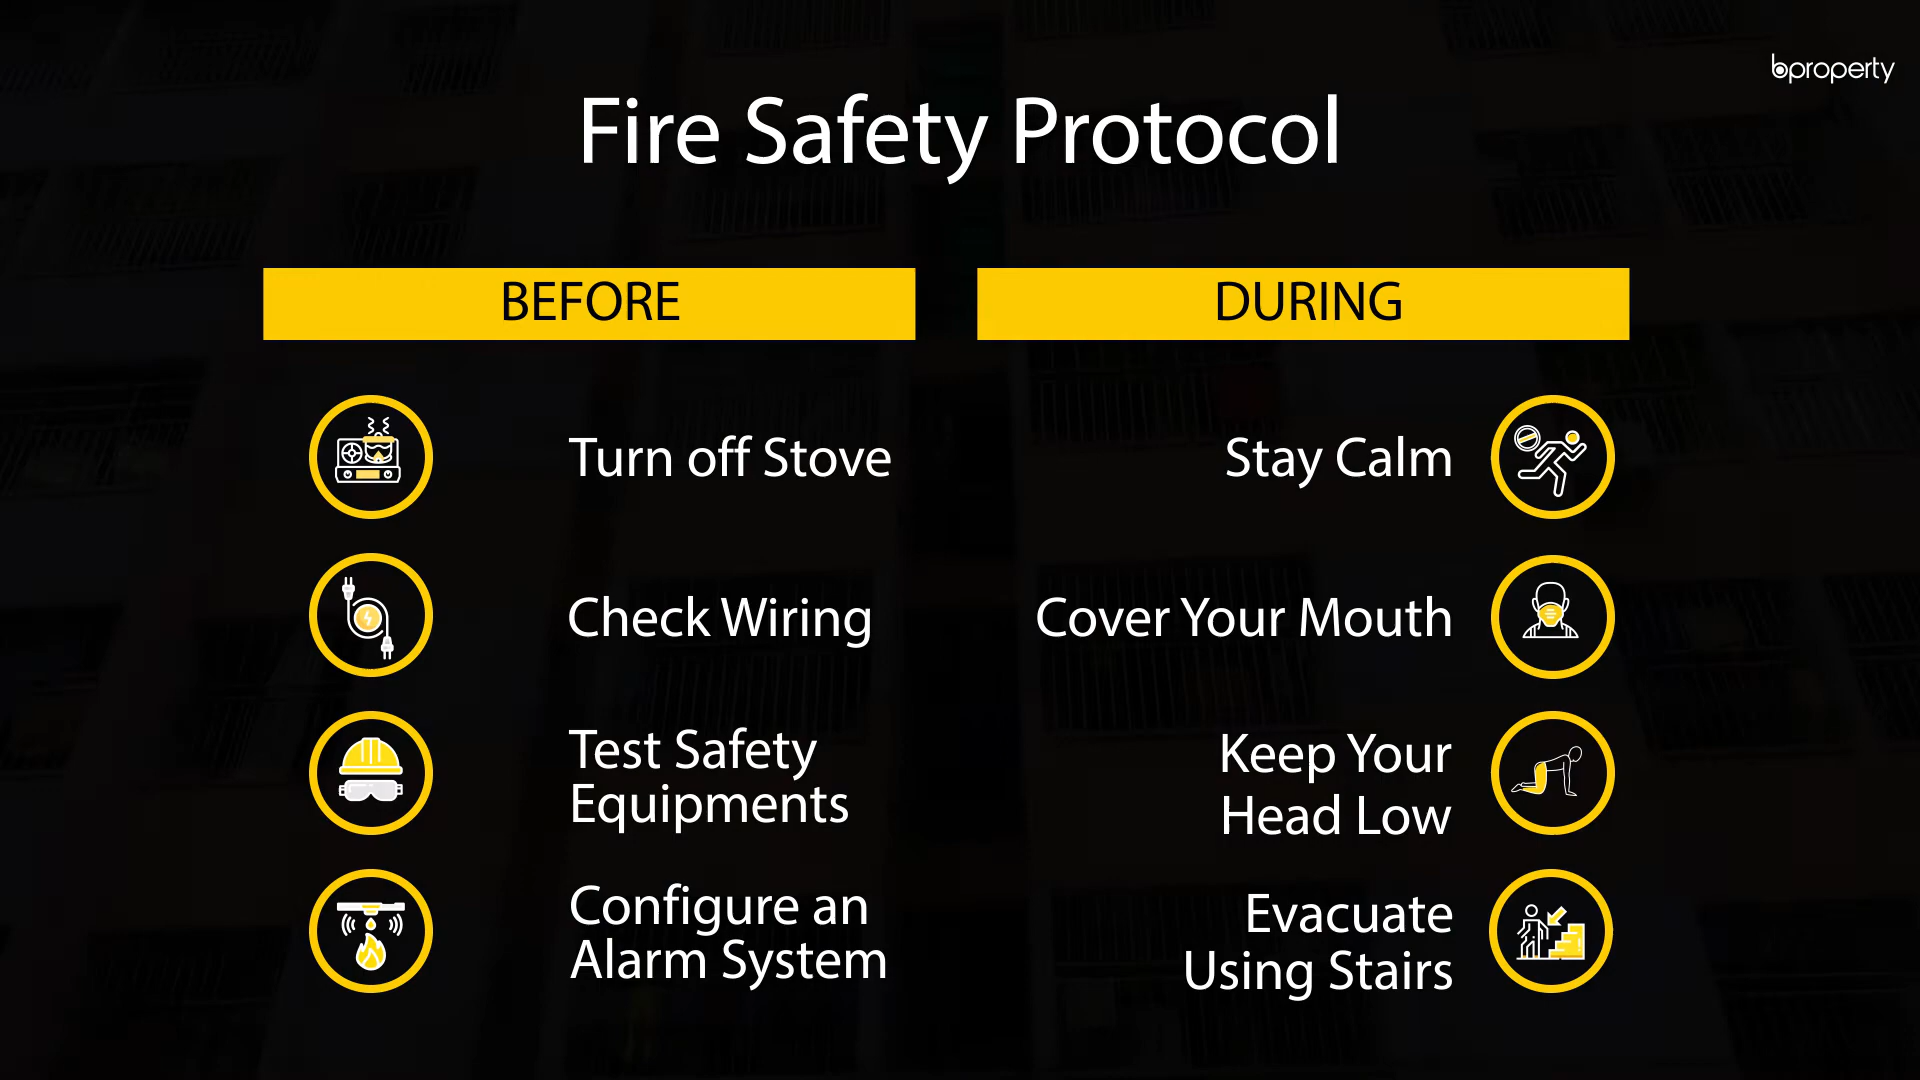 bproperty
Fire Safety Protocol
BEFORE
Turn off Stove
Check Wiring
Test Safety
Equipments
Configure an
Alarm System
DURING
Stay Calm
Cover Your Mouth
Keep Your
Head Low
Evacuate
Using Stairs